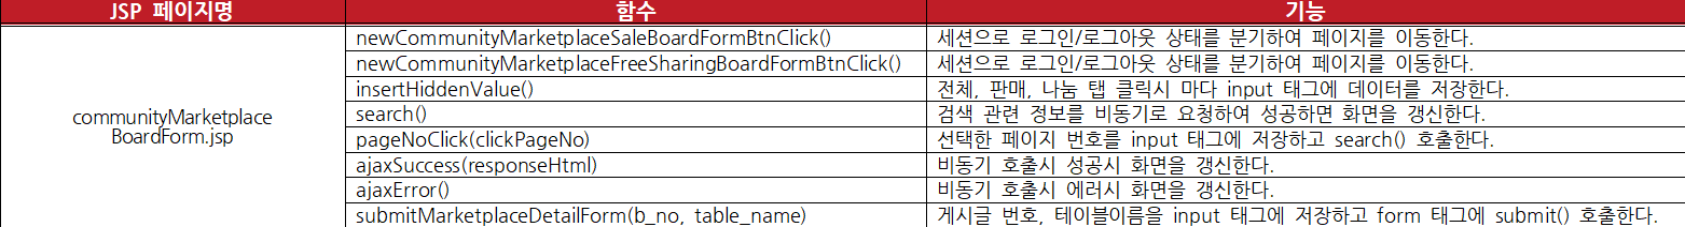 JSP 페이지명 함수 기능
communityMarketplace
BoardForm.jsp
newCommunityMarketplaceSaleBoardFormBtnClick() 세션으로 로그인/로그아웃 상태를 분기하여 페이지를 이동한다.
newCommunityMarketplaceFreeSharingBoardFormBtnClick() 세션으로 로그인/로그아웃 상태를 분기하여 페이지를 이동한다.
insertHiddenValue() 전체, 판매, 나눔 탭 클릭시 마다 input 태그에 데이터를 저장한다.
search() 검색 관련 정보를 비동기로 요청하여 성공하면 화면을 갱신한다.
pageNoClick(clickPageNo) 선택한 페이지 번호를 input 태그에 저장하고 search() 호출한다.
ajaxSuccess(responseHtml) 비동기 호출시 성공시 화면을 갱신한다.
ajaxError() 비동기 호출시 에러시 화면을 갱신한다.
submitMarketplaceDetailForm(b_no, table_name) 게시글 번호, 테이블이름을 input 태그에 저장하고 form 태그에 submit() 호출한다.